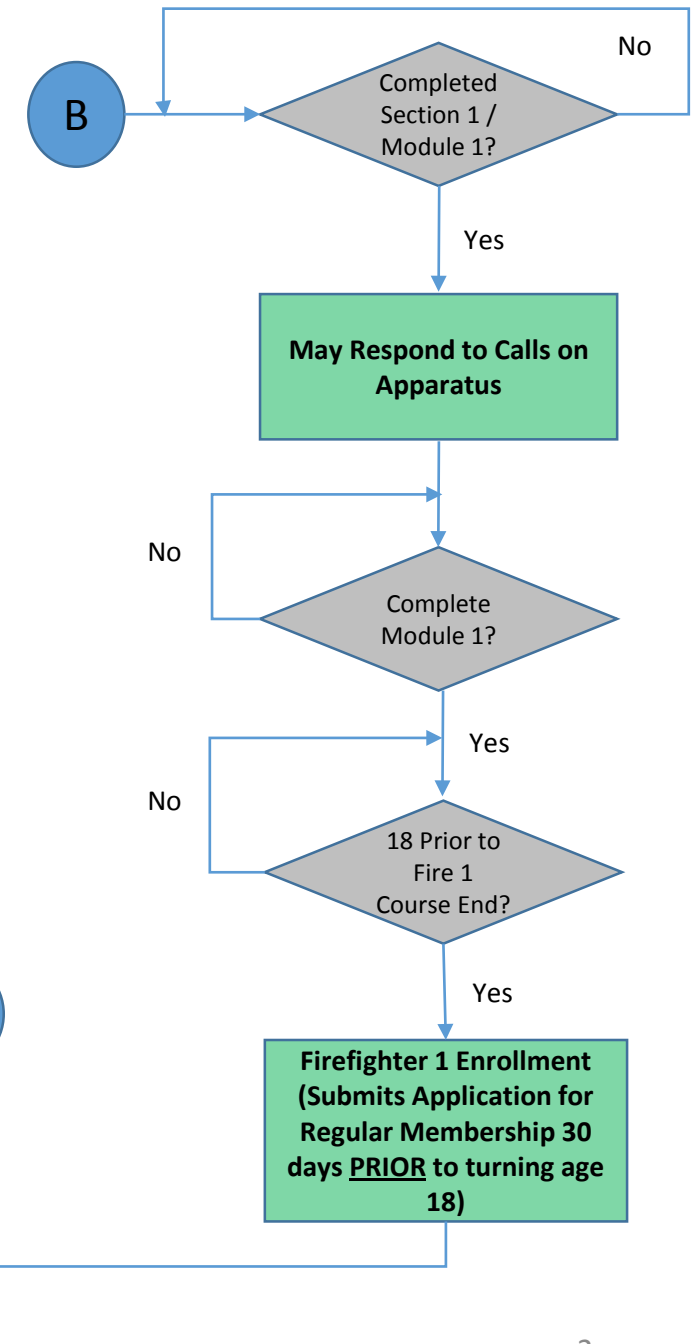 No
B
Completed
Section 1 /
Module 1?
Yes
May Respond to Calls on
Apparatus
No
Complete
Module 1?
Yes
No
18 Prior to
Fire 1
Course End?
Yes
Firefighter 1 Enrollment
(Submits Application for
Regular Membership 30
days PRIOR to turning age
18)